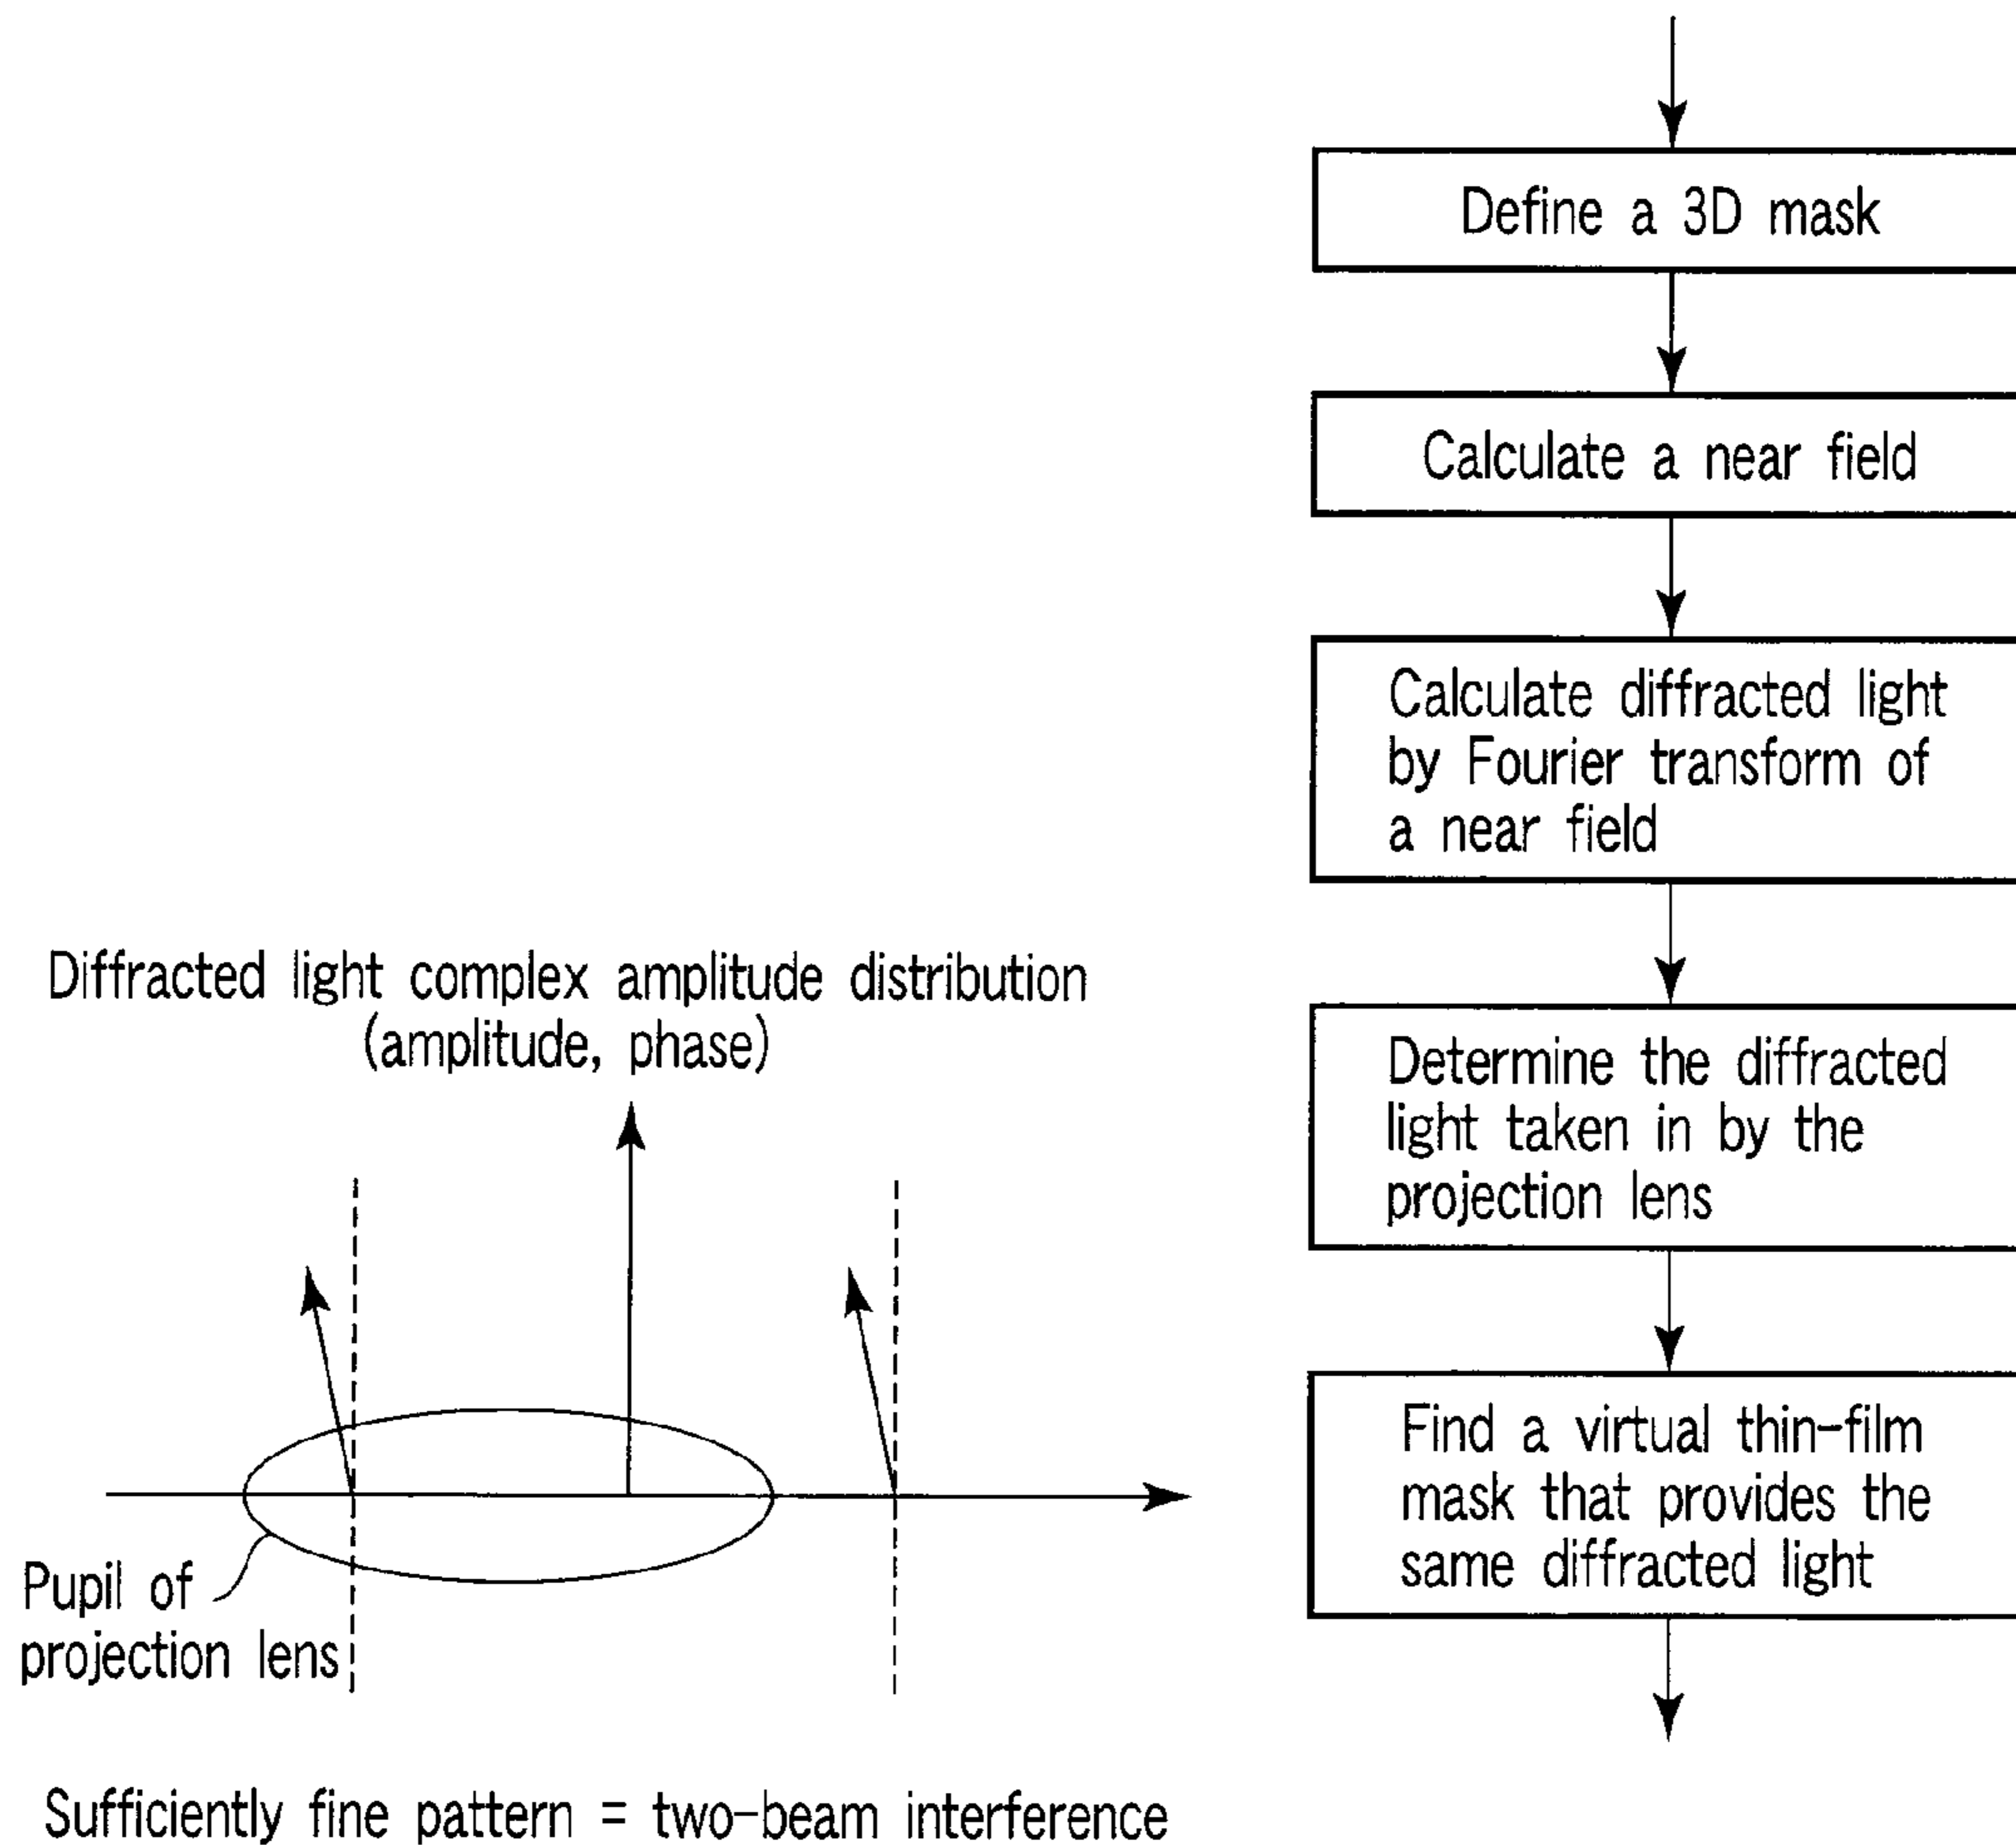 Define a 3D mask
Calculate a near field
Calculate diffracted light
by Fourier transform of
a near field
Determine the diffracted
light taken in by the
projection lens
Find a virtual thin-film
mask that provides the
same diffracted light
Diffracted light complex amplitude distribution
(amplitude, phase)
Pupil of
projection lens
Sufficiently fine pattern = two-beam interference